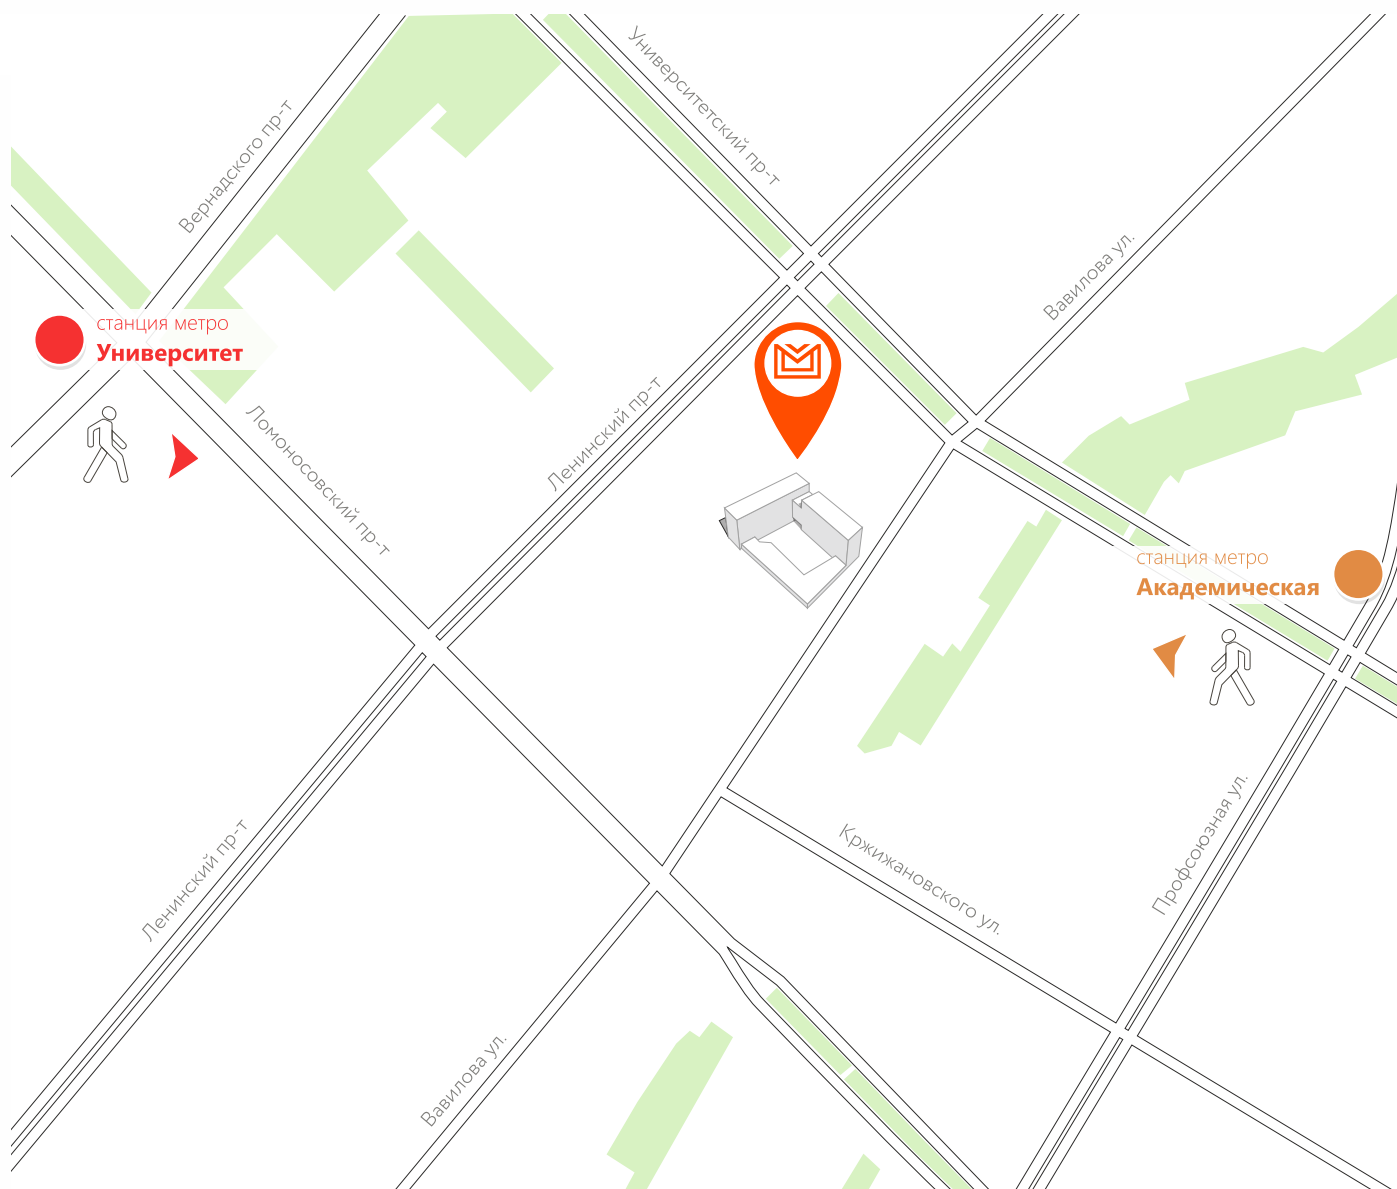 Университетский пр-т
Вернадского пр-т
Вавилова ул.
станция метро
Университет
Ленинский пр-т
Ломоносовский пр-т
станция метро
Академическая
Ленинский пр-т
Кржижановского ул.
Профсоюзная ул.
Вавилова ул.